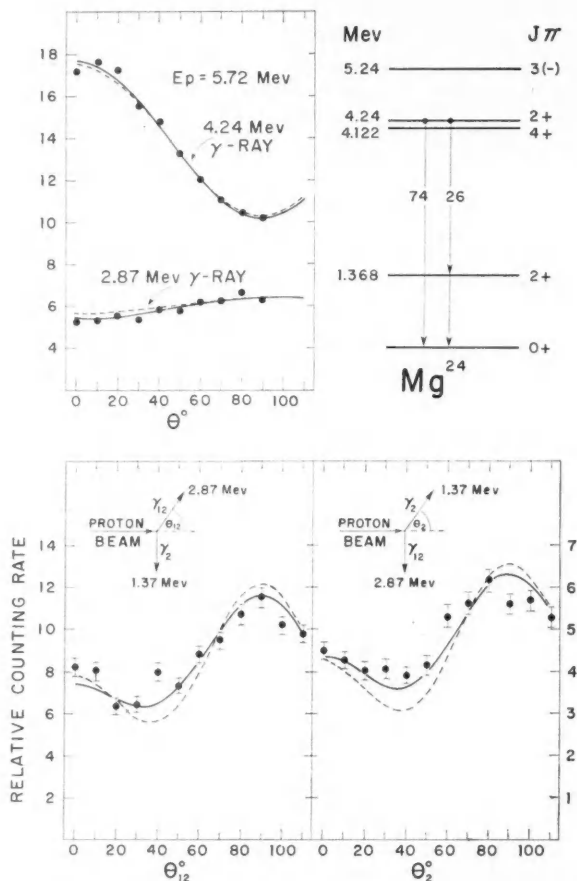 18
16
14
12
10
8
6
4
2
Ep = 5.72 Mev
4.24 Mev
γ-RAY
2.87 Mev γ-RAY
0 20 40 60 80 100
θ°
Mev Jπ
5.24 3(-)
4.24 2+
4.122 4+
74 26
1.368 2+
0+
Mg24
RELATIVE COUNTING RATE
14
12
10
8
6
4
2
PROTON
BEAM
γ12
2.87 Mev
θ12
γ2
1.37 Mev
0 20 40 60 80 100
θ°12
PROTON
BEAM
γ2
1.37 Mev
θ2
γ12
2.87 Mev
7
6
5
4
3
2
1
0 20 40 60 80 100
θ°2